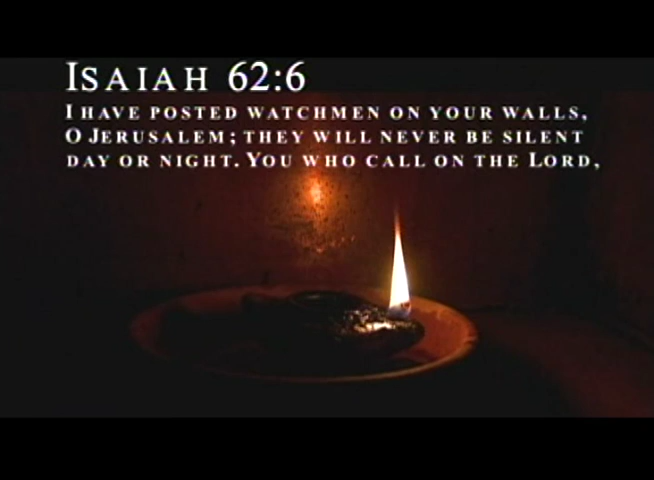 Isaiah 62:6
I have posted watchmen on your walls,
O Jerusalem; they will never be silent
day or night. You who call on the Lord,